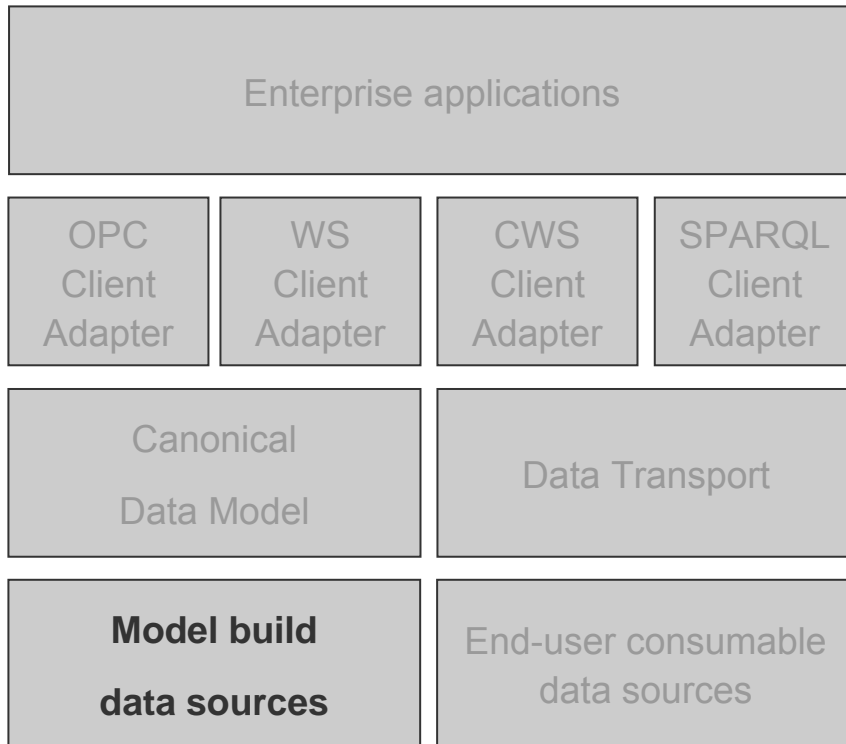 Enterprise applications
OPC
Client
Adapter
WS
Client
Adapter
CWS
Client
Adapter
SPARQL
Client
Adapter
Canonical
Data Model
Data Transport
Model build
data sources
End-user consumable
data sources